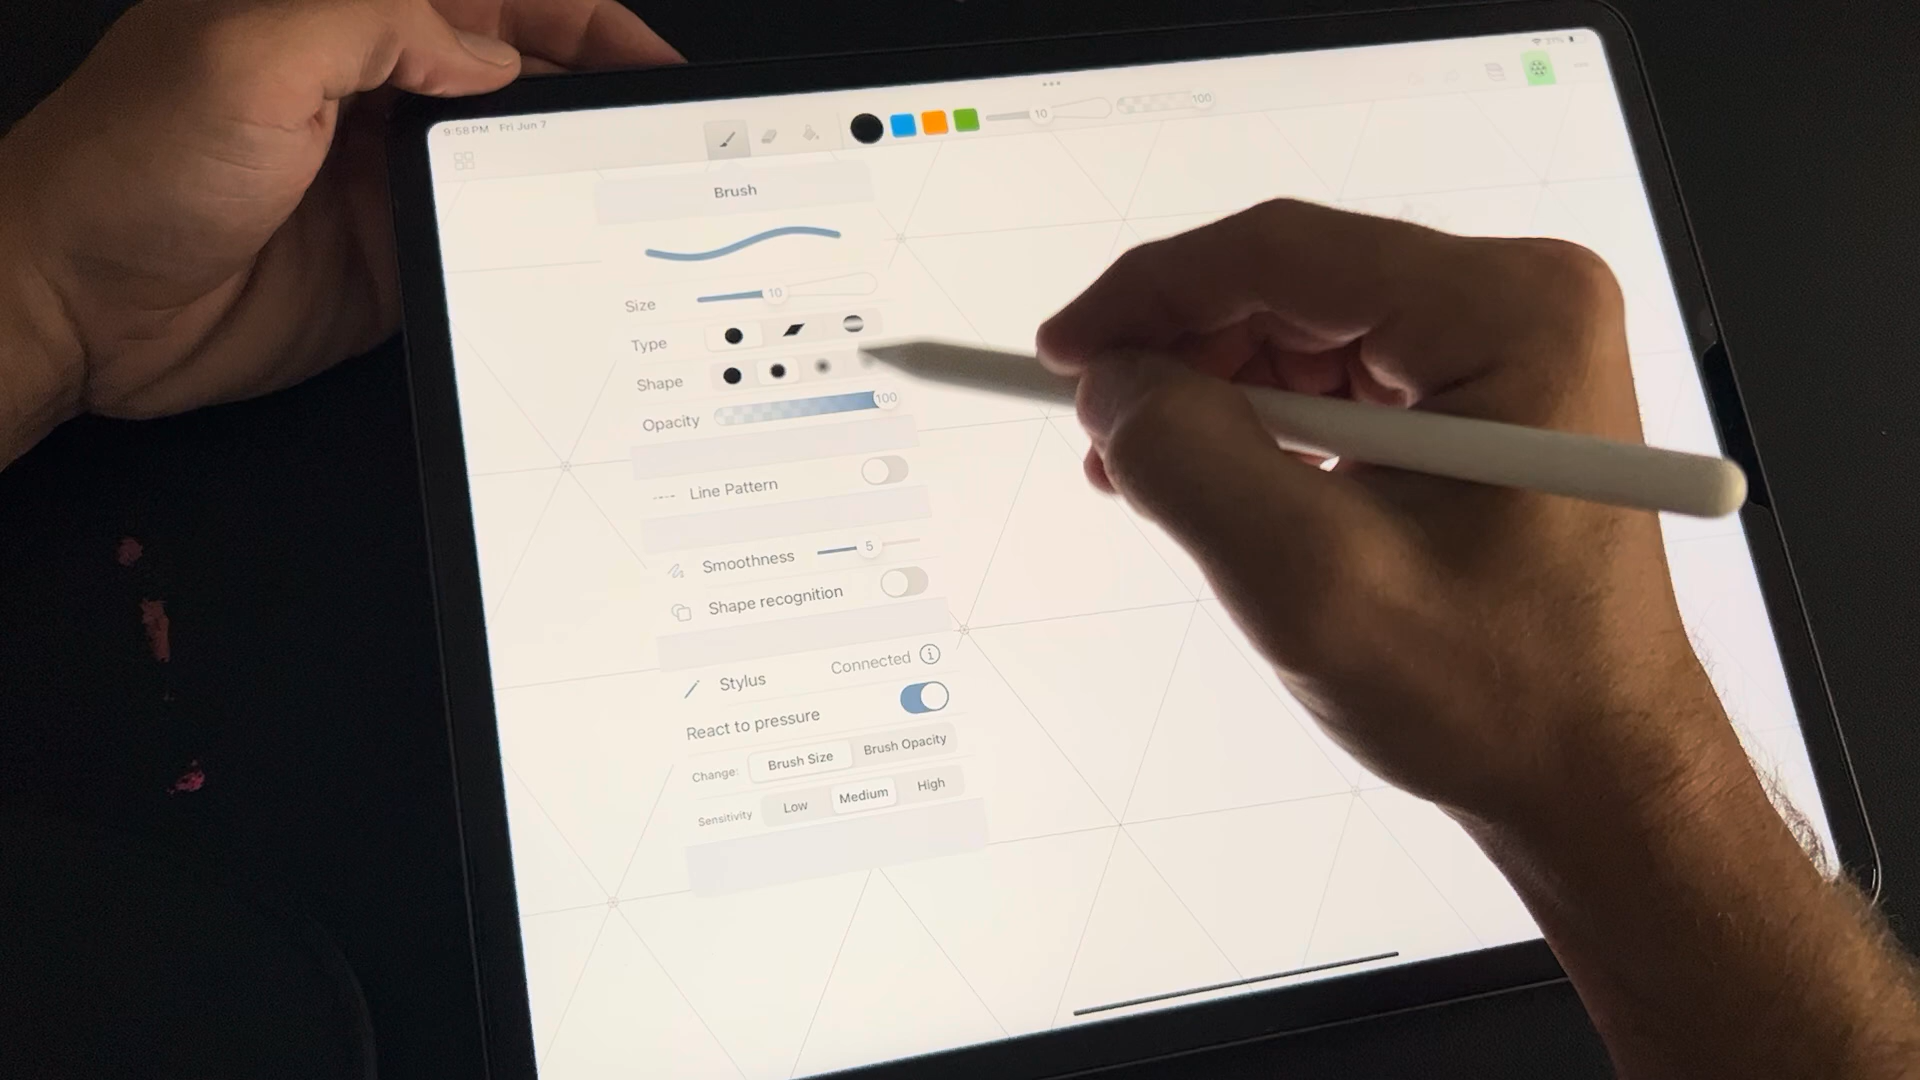 9:58 PM Fri Jun 7
31%
10
100
Brush
Size 10
Type
Shape
Opacity 100
Line Pattern
Smoothness 5
Shape recognition
Stylus Connected
React to pressure
Change: Brush Size Brush Opacity
Sensitivity Low Medium High